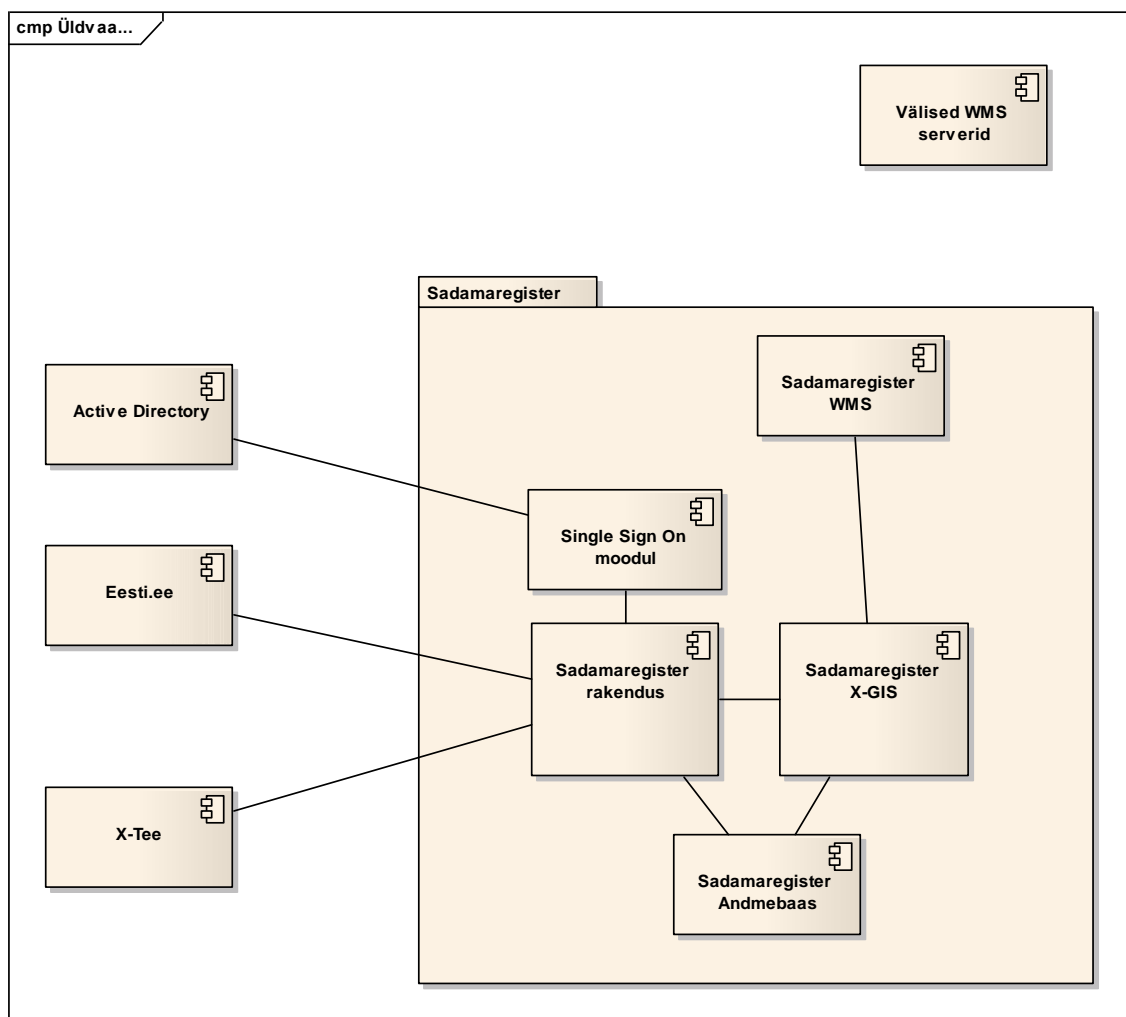 cmp Üldvaa...
Välised WMS
serverid
Sadamaregister
Sadamaregister
WMS
Active Directory
Single Sign On
moodul
Eesti.ee
Sadamaregister
rakendus
Sadamaregister
X-GIS
X-Tee
Sadamaregister
Andmebaas